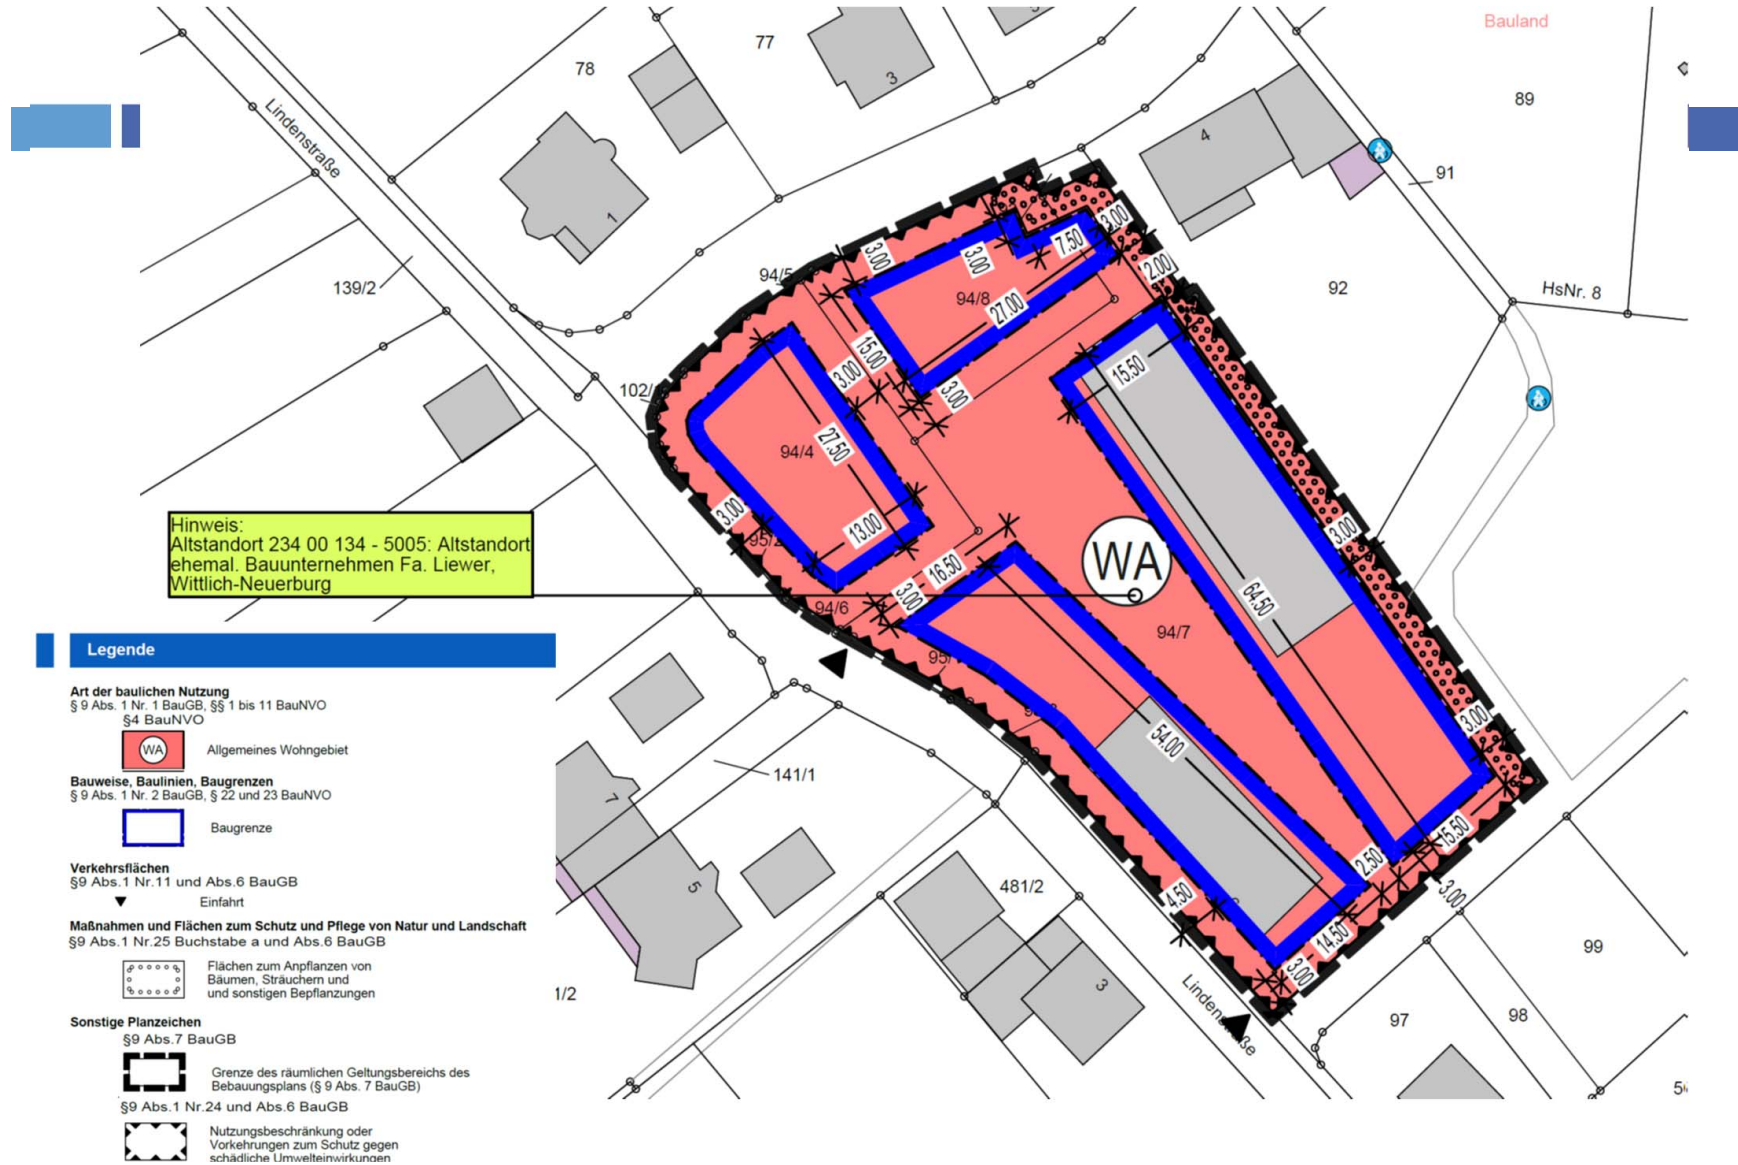 Bauland
77
78
3
89
4
91
Lindenstraße
1
139/2
94/5
3.00
3.00
7.50
3.00
2.00
92
HsNr. 8
94/8
27.00
15.00
3.00
3.00
15.50
102/
94/4
27.50
3.00
13.00
95/2
16.50
3.00
94/6
WA
3.00
64.50
94/7
Hinweis:
Altstandort 234 00 134 - 5005: Altstandort
ehemal. Bauunternehmen Fa. Liewer,
Wittlich-Neuerburg
54.00
3.00
141/1
7
5
15.50
2.50
3.00
4.50
14.50
3.00
481/2
3
99
98
97
1/2
Lindenstraße
Legende
Art der baulichen Nutzung
§ 9 Abs. 1 Nr. 1 BauGB, §§ 1 bis 11 BauNVO
§4 BauNVO
WA
Allgemeines Wohngebiet
Bauweise, Baulinien, Baugrenzen
§ 9 Abs. 1 Nr. 2 BauGB, § 22 und 23 BauNVO
Baugrenze
Verkehrsflächen
§9 Abs.1 Nr.11 und Abs.6 BauGB
Einfahrt
Maßnahmen und Flächen zum Schutz und Pflege von Natur und Landschaft
§9 Abs.1 Nr.25 Buchstabe a und Abs.6 BauGB
Flächen zum Anpflanzen von
Bäumen, Sträuchern und
und sonstigen Bepflanzungen
Sonstige Planzeichen
§9 Abs.7 BauGB
Grenze des räumlichen Geltungsbereichs des
Bebauungsplans (§ 9 Abs. 7 BauGB)
§9 Abs.1 Nr.24 und Abs.6 BauGB
Nutzungsbeschränkung oder
Vorkehrungen zum Schutz gegen
schädliche Umwelteinwirkungen